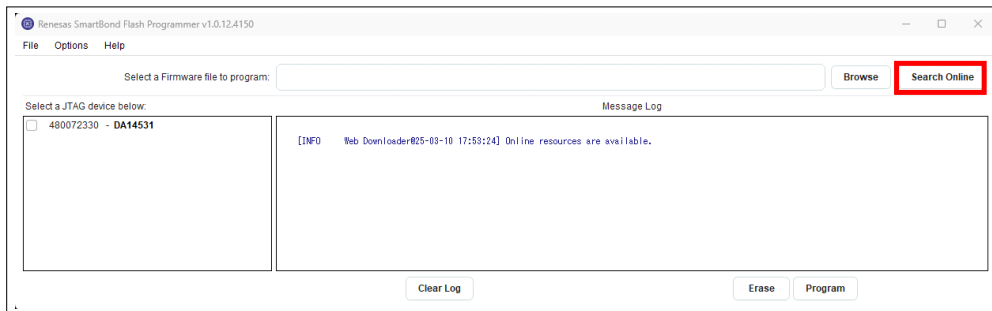 Renesas SmartBond Flash Programmer v1.0.12.4150
File Options Help
Select a Firmware file to program: Browse Search Online
Select a JTAG device below: Message Log
480072330 - DA14531
[INFO Web Downloader@25-03-10 17:53:24] Online resources are available.
Clear Log Erase Program